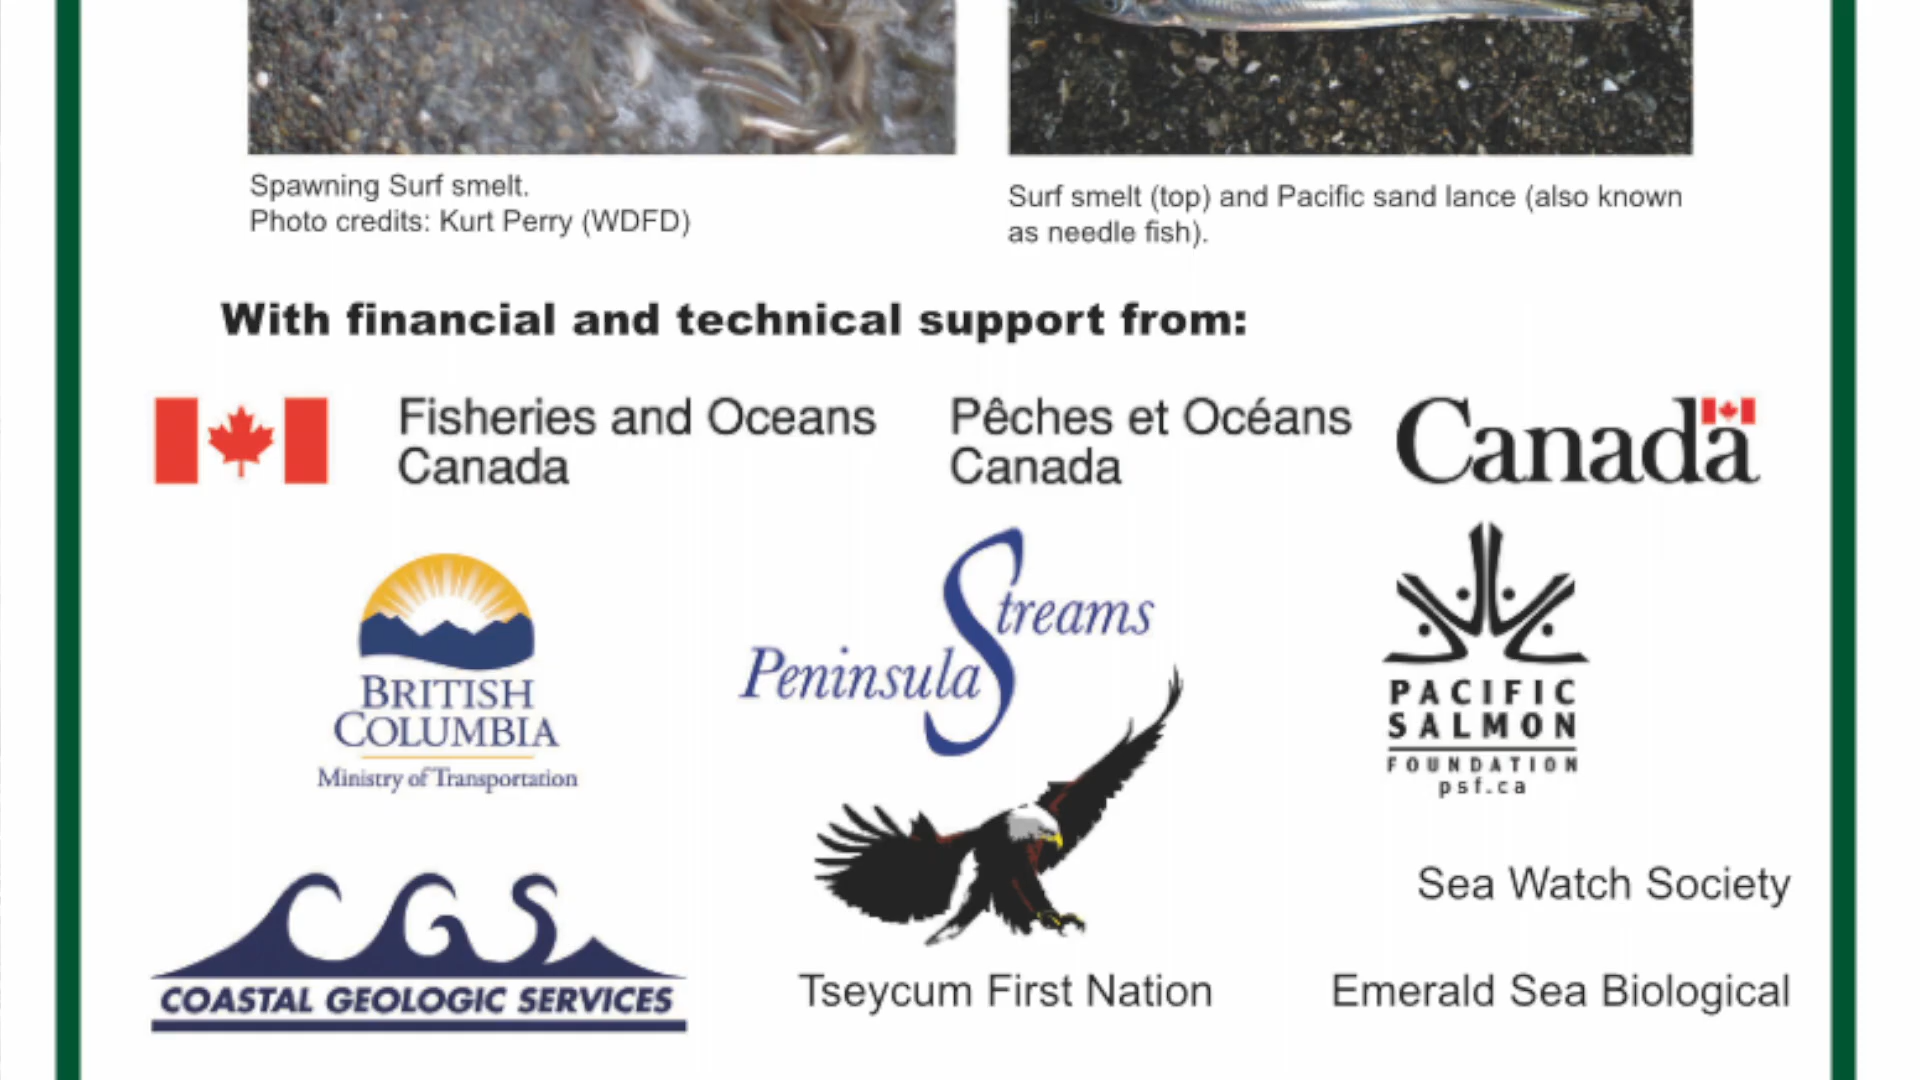 Spawning Surf smelt.
Photo credits: Kurt Perry (WDFD)
Surf smelt (top) and Pacific sand lance (also known
as needle fish).
With financial and technical support from:
Fisheries and Oceans
Canada
Pêches et Océans
Canada
Canada
BRITISH
COLUMBIA
Ministry of Transportation
Peninsula Streams
PACIFIC
SALMON
FOUNDATION
psf.ca
CGS
COASTAL GEOLOGIC SERVICES
Tseycum First Nation
Sea Watch Society
Emerald Sea Biological